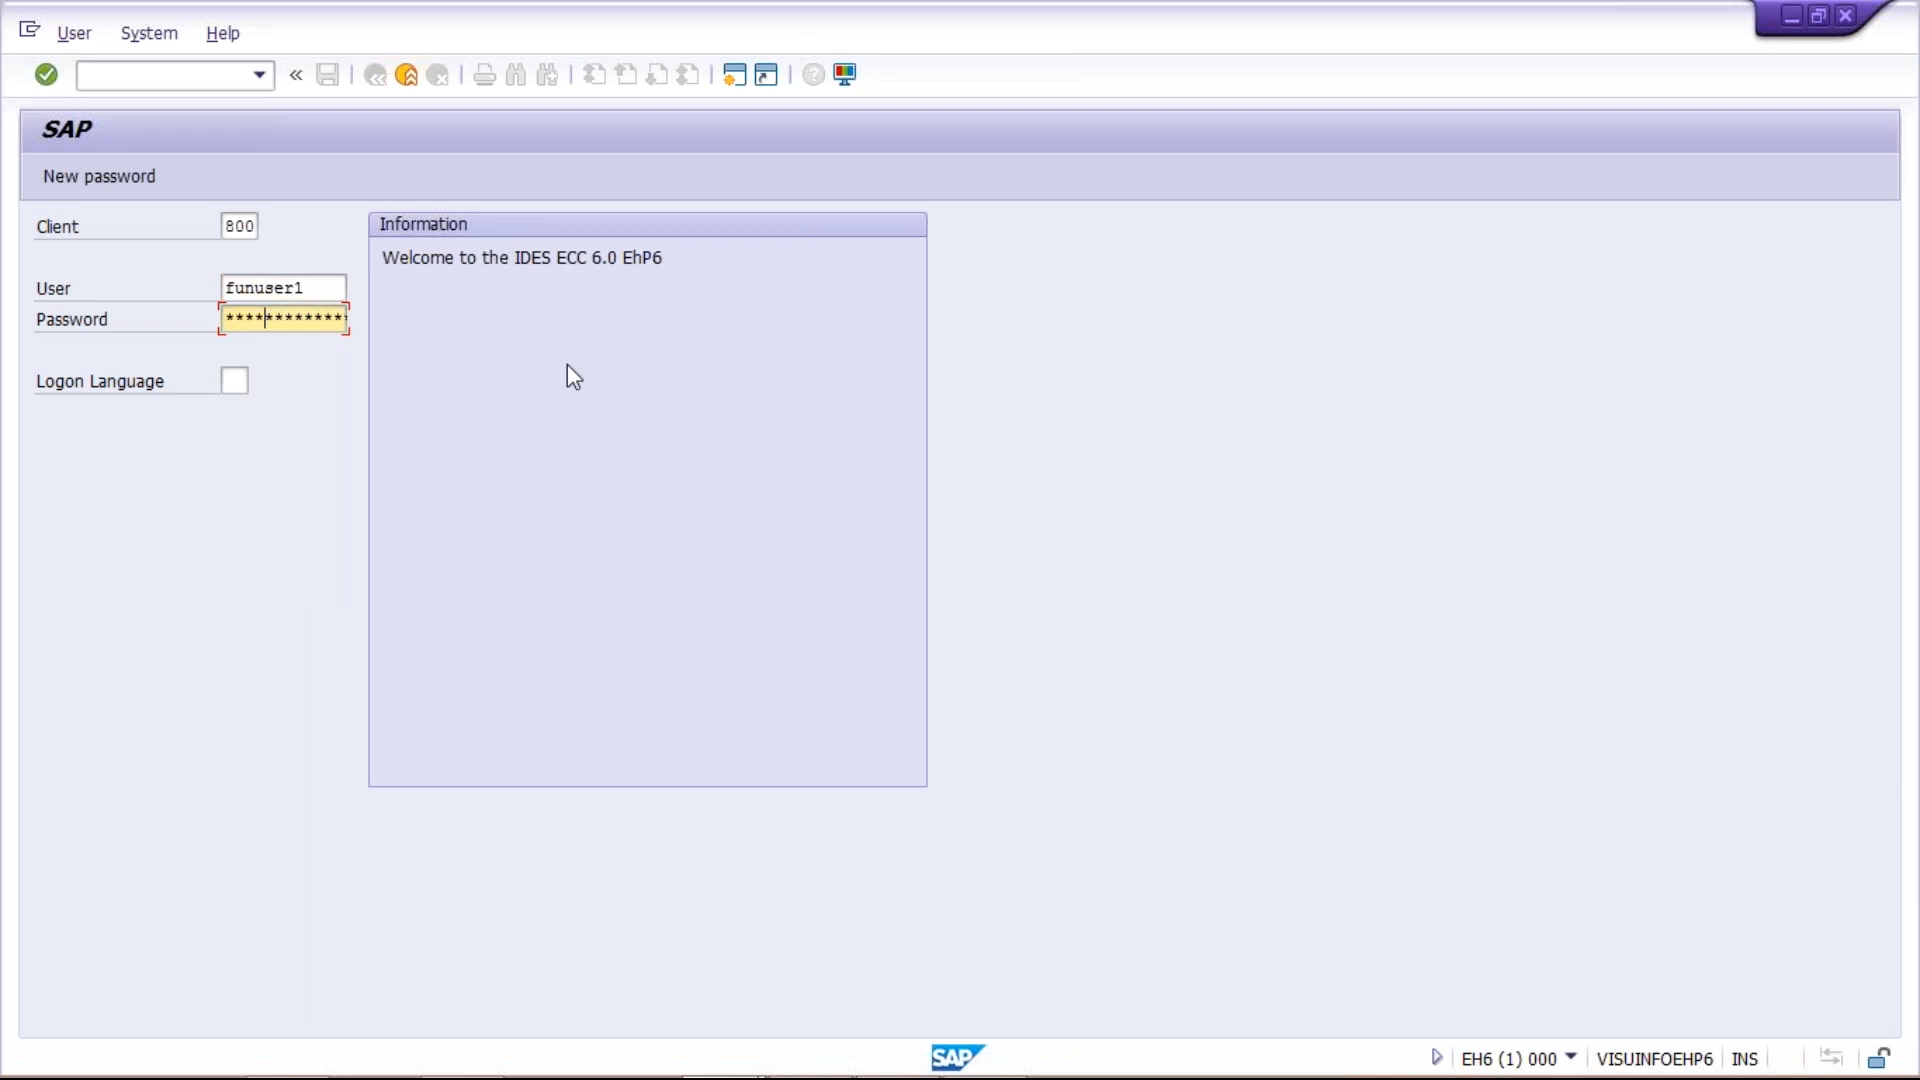 User System Help
SAP
New password
Client 800
Information
Welcome to the IDES ECC 6.0 EhP6
User funuser1
Password ****************
Logon Language
SAP
EH6 (1) 000 VISUINFOEHP6 INS